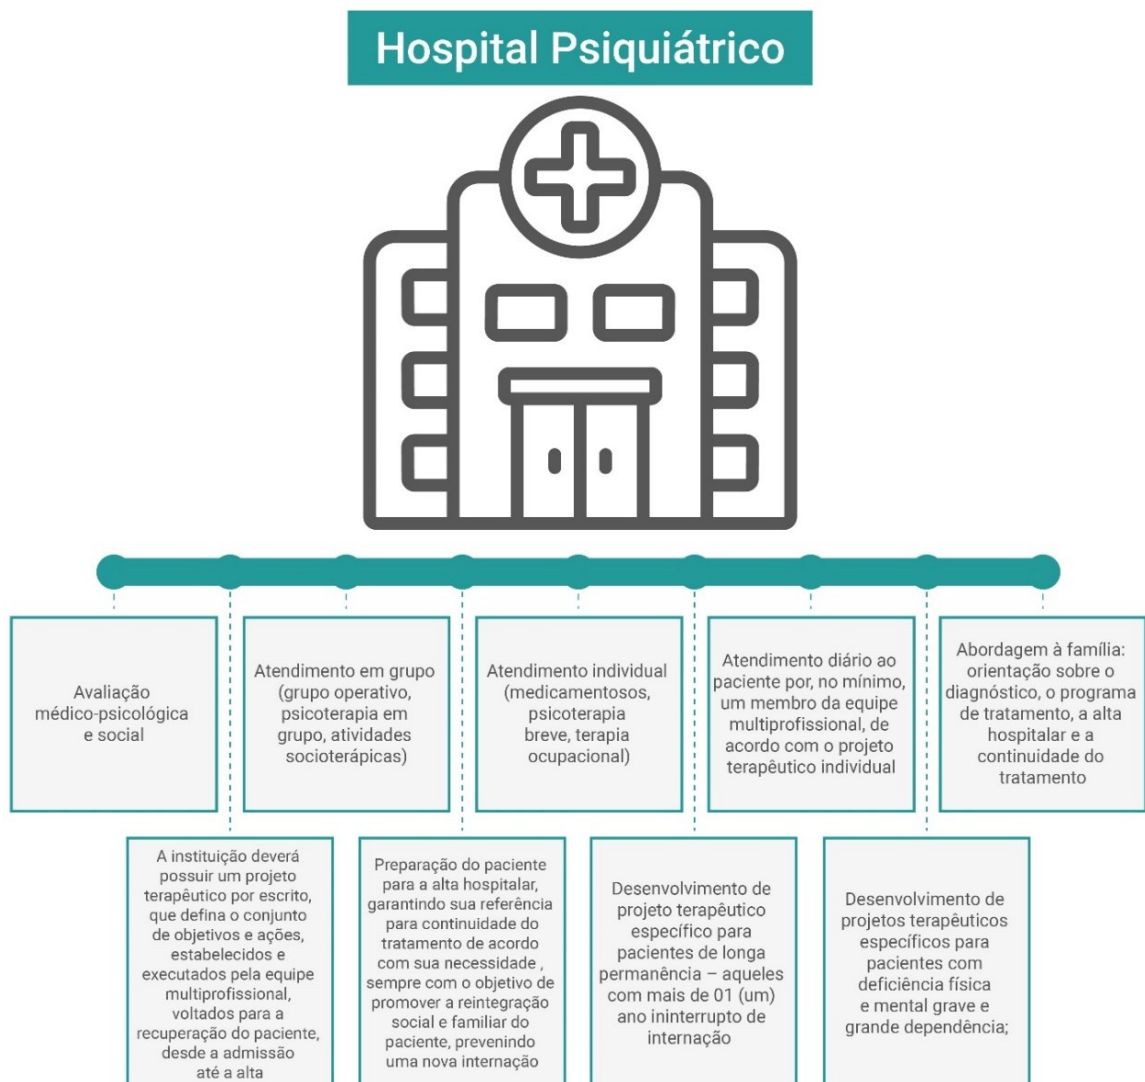 Hospital Psiquiátrico
Avaliação
médico-psicológica
e social
Atendimento em grupo
(grupo operativo,
psicoterapia em
grupo, atividades
socioterápicas)
Atendimento individual
(medicamentosos,
psicoterapia
breve, terapia
ocupacional)
Atendimento diário ao
paciente por, no mínimo,
um membro da equipe
multiprofissional, de
acordo com o projeto
terapêutico individual
Abordagem à família:
orientação sobre o
diagnóstico, o programa
de tratamento, a alta
hospitalar e a
continuidade do
tratamento
A instituição deverá
possuir um projeto
terapêutico por escrito,
que defina o conjunto
de objetivos e ações,
estabelecidos e
executados pela equipe
multiprofissional,
voltados para a
recuperação do paciente,
desde a admissão
até a alta
Preparação do paciente
para a alta hospitalar,
garantindo sua referência
para continuidade do
tratamento de acordo
com sua necessidade ,
sempre com o objetivo de
promover a reintegração
social e familiar do
paciente, prevenindo
uma nova internação
Desenvolvimento de
projeto terapêutico
específico para
pacientes de longa
permanência – aqueles
com mais de 01 (um)
ano ininterrupto de
internação
Desenvolvimento de
projetos terapêuticos
específicos para
pacientes com
deficiência física
e mental grave e
grande dependência;